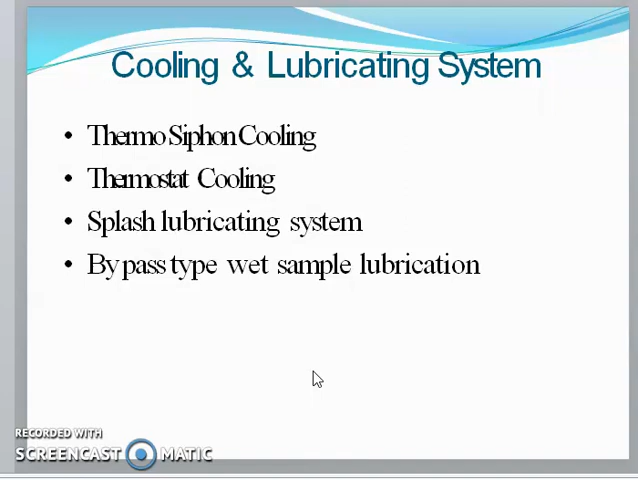 Cooling & Lubricating System
• Thermo Siphon Cooling
• Thermostat Cooling
• Splash lubricating system
• By pass type wet sample lubrication
RECORDED WITH
SCREENCAST MATIC